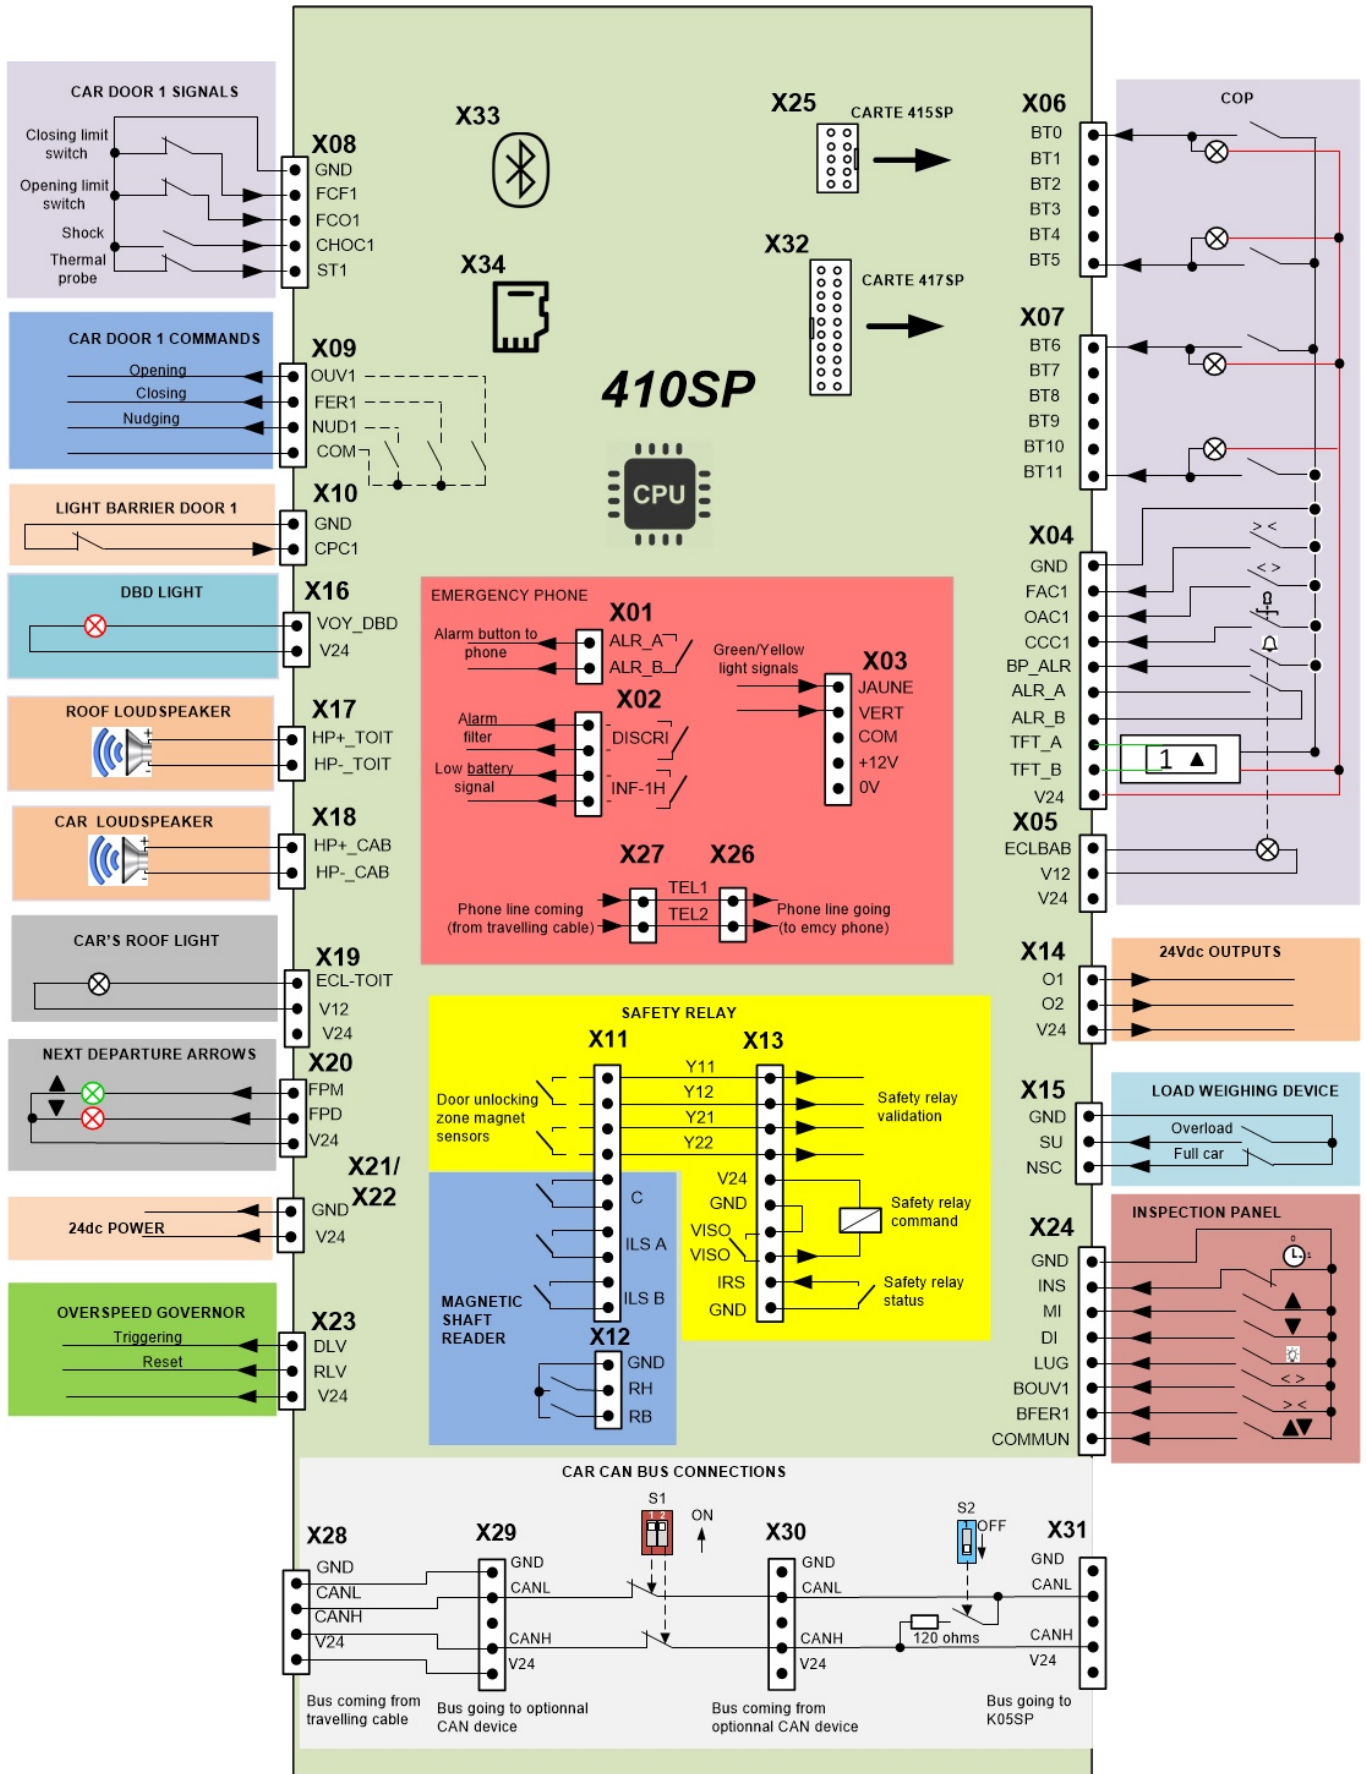 CAR DOOR 1 SIGNALS
Closing limit
switch
Opening limit
switch
Shock
Thermal
probe
X08
GND
FCF1
FCO1
CHOC1
ST1
CAR DOOR 1 COMMANDS
Opening
Closing
Nudging
X09
OUV1
FER1
NUD1
COM
LIGHT BARRIER DOOR 1
X10
GND
CPC1
DBD LIGHT
X16
VOY_DBD
V24
ROOF LOUDSPEAKER
+
-
X17
HP+_TOIT
HP-_TOIT
CAR LOUDSPEAKER
+
-
X18
HP+_CAB
HP-_CAB
CAR'S ROOF LIGHT
X19
ECL-TOIT
V12
V24
NEXT DEPARTURE ARROWS
X20
FPM
FPD
V24
X21/
X22
24dc POWER
GND
V24
OVERSPEED GOVERNOR
Triggering
Reset
X23
DLV
RLV
V24
X33
X34
X25
CARTE 415SP
X32
CARTE 417SP
410SP
CPU
EMERGENCY PHONE
X01
Alarm button to
phone
ALR_A
ALR_B
X02
Alarm
filter
DISCRI
Low battery
signal
INF-1H
Green/Yellow
light signals
X03
JAUNE
VERT
COM
+12V
0V
X27
X26
TEL1
TEL2
Phone line coming
(from travelling cable)
Phone line going
(to emcy phone)
SAFETY RELAY
X11
X13
Door unlocking
zone magnet
sensors
Y11
Y12
Y21
Y22
Safety relay
validation
V24
GND
VISO
VISO
IRS
GND
Safety relay
command
Safety relay
status
C
ILS A
ILS B
MAGNETIC
SHAFT
READER
X12
GND
RH
RB
COP
X06
BT0
BT1
BT2
BT3
BT4
BT5
X07
BT6
BT7
BT8
BT9
BT10
BT11
X04
GND
FAC1
OAC1
CCC1
BP_ALR
ALR_A
ALR_B
TFT_A
TFT_B
V24
> <
< >
1 ▲
X05
ECLBAB
V12
V24
X14
O1
O2
V24
24Vdc OUTPUTS
X15
GND
SU
NSC
LOAD WEIGHING DEVICE
Overload
Full car
INSPECTION PANEL
X24
GND
INS
MI
DI
LUG
BOUV1
BFER1
COMMUN
0
1
< >
> <
CAR CAN BUS CONNECTIONS
X28
GND
CANL
CANH
V24
Bus coming from
travelling cable
X29
GND
CANL
CANH
V24
Bus going to optionnal
CAN device
S1
1 2
ON
X30
GND
CANL
CANH
V24
Bus coming from
optionnal CAN device
S2
1
OFF
120 ohms
X31
GND
CANL
CANH
V24
Bus going to
K05SP